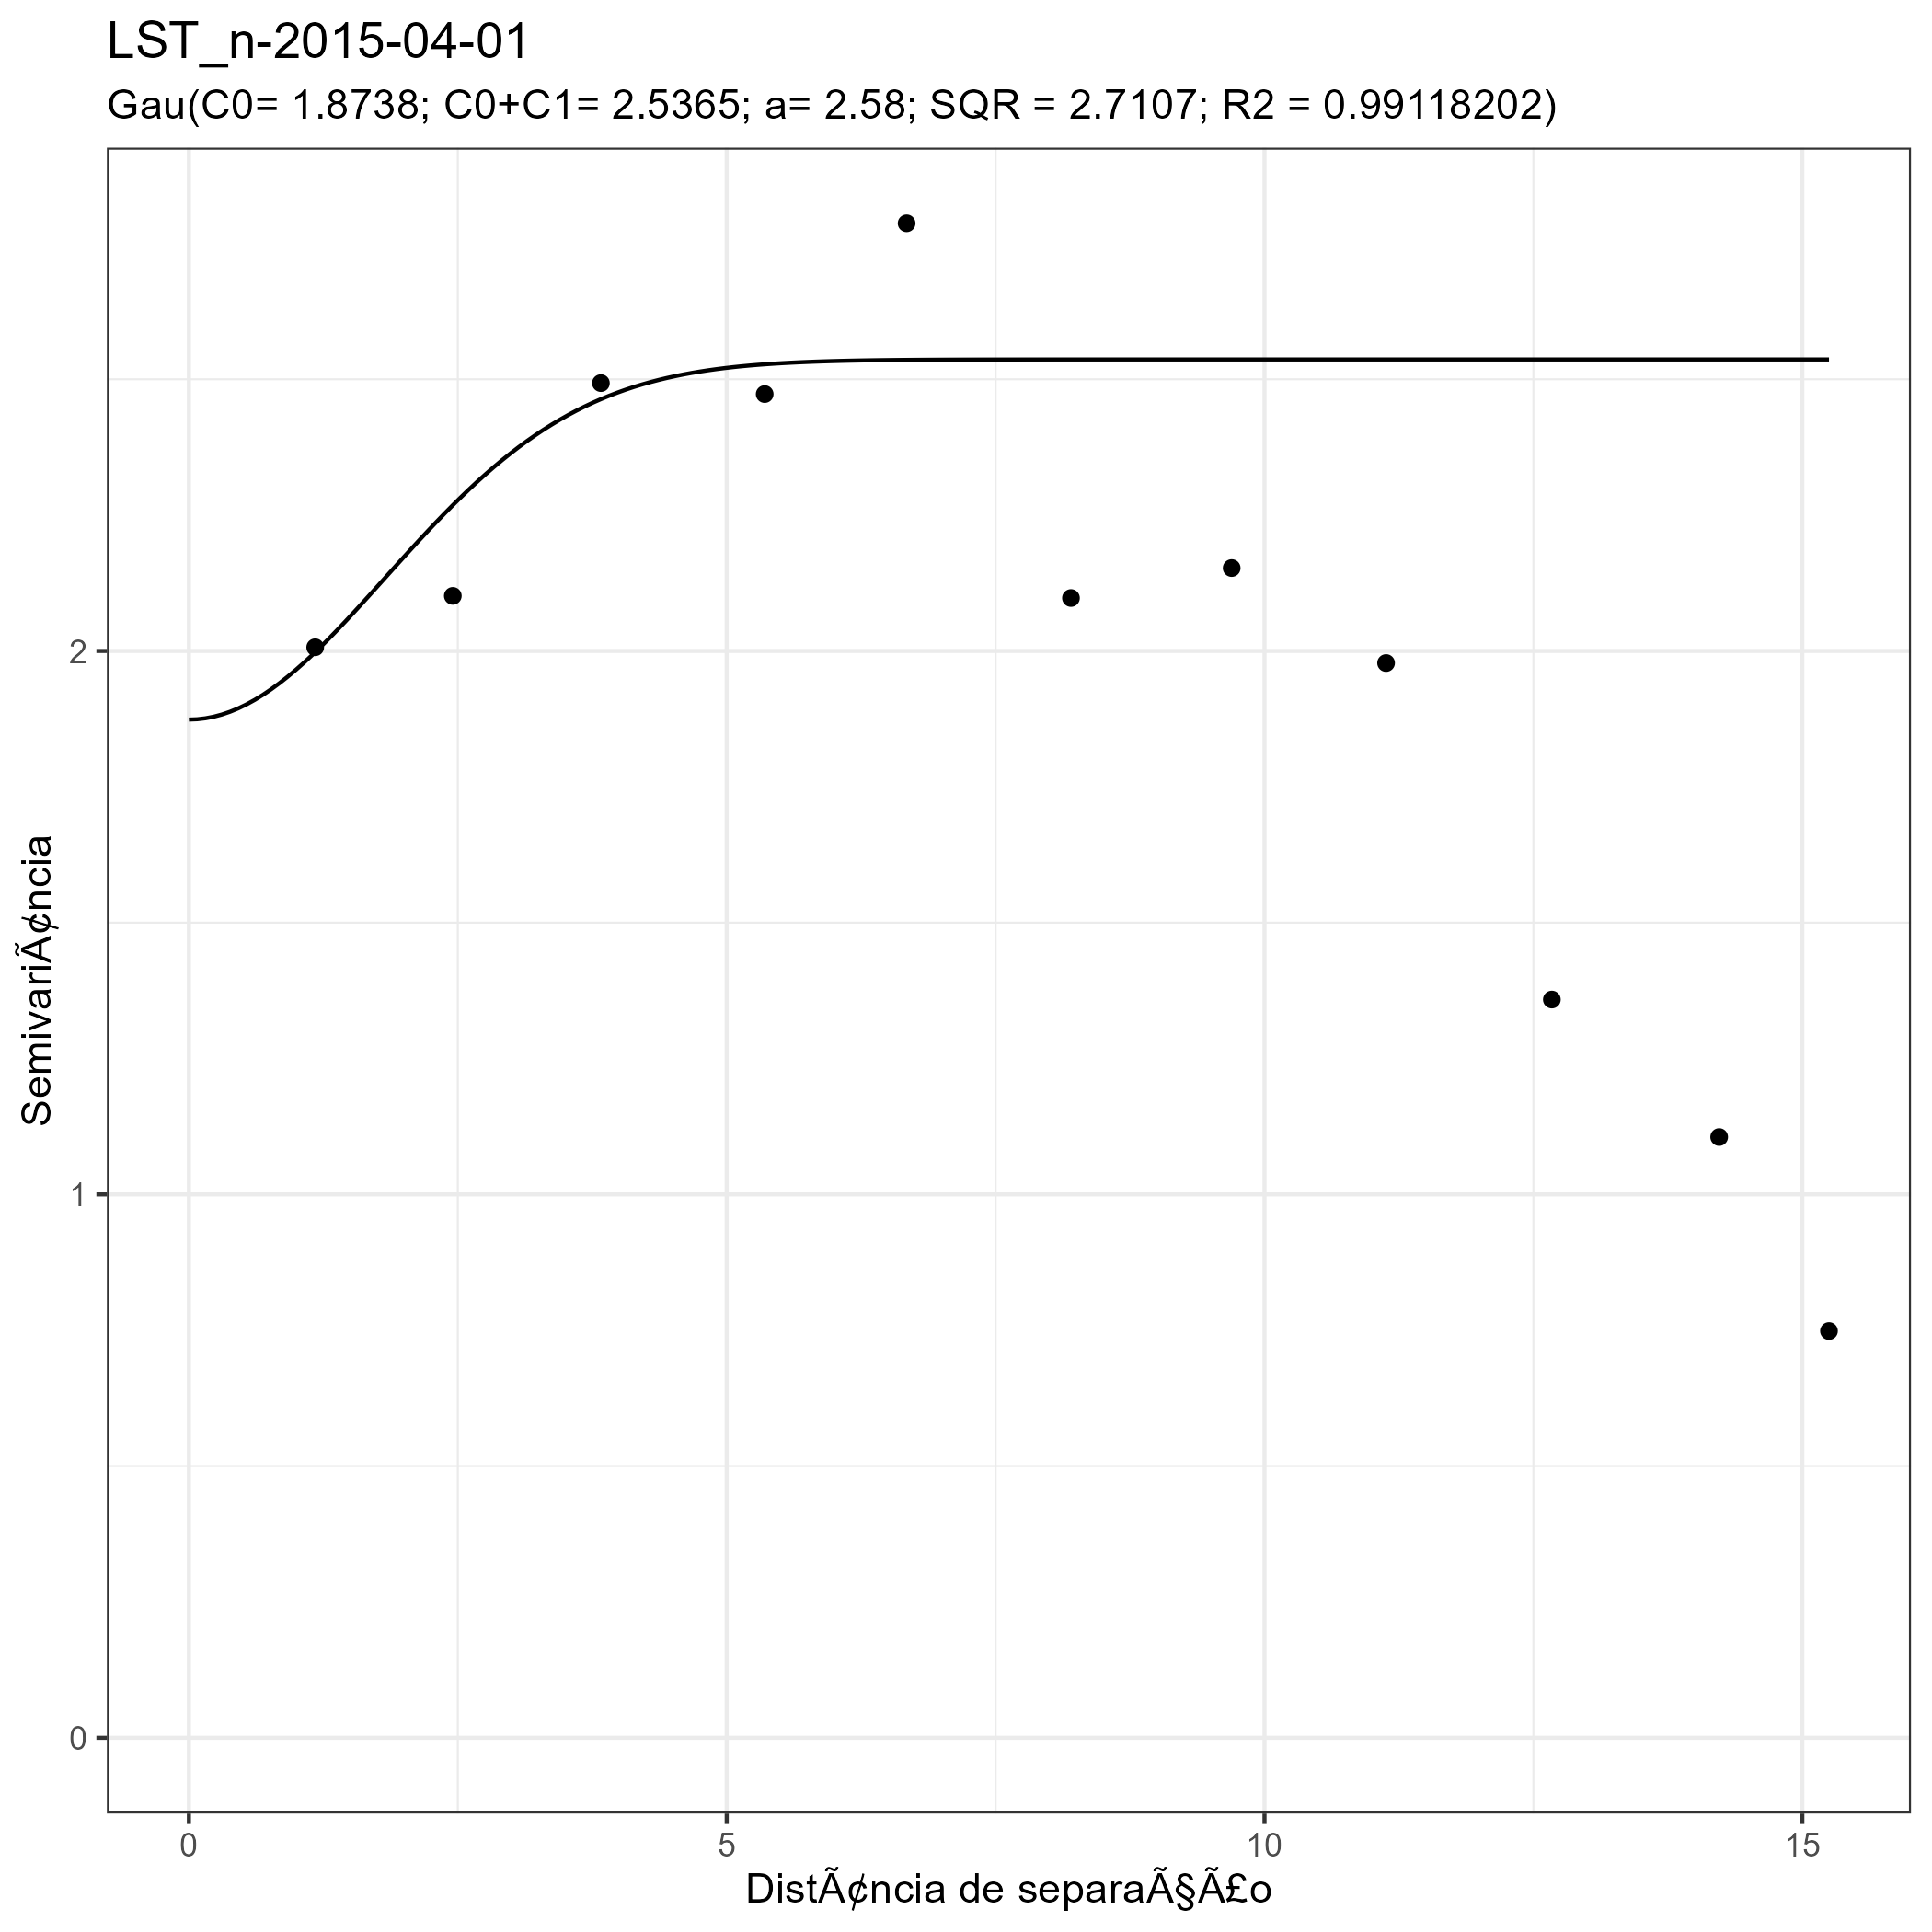 LST_n-2015-04-01
Gau(C0= 1.8738; C0+C1= 2.5365; a= 2.58; SQR = 2.7107; R2 = 0.99118202)
SemivariÃ¢ncia
2
1
0
0
5
10
15
DistÃ¢ncia de separaÃ§Ã£o